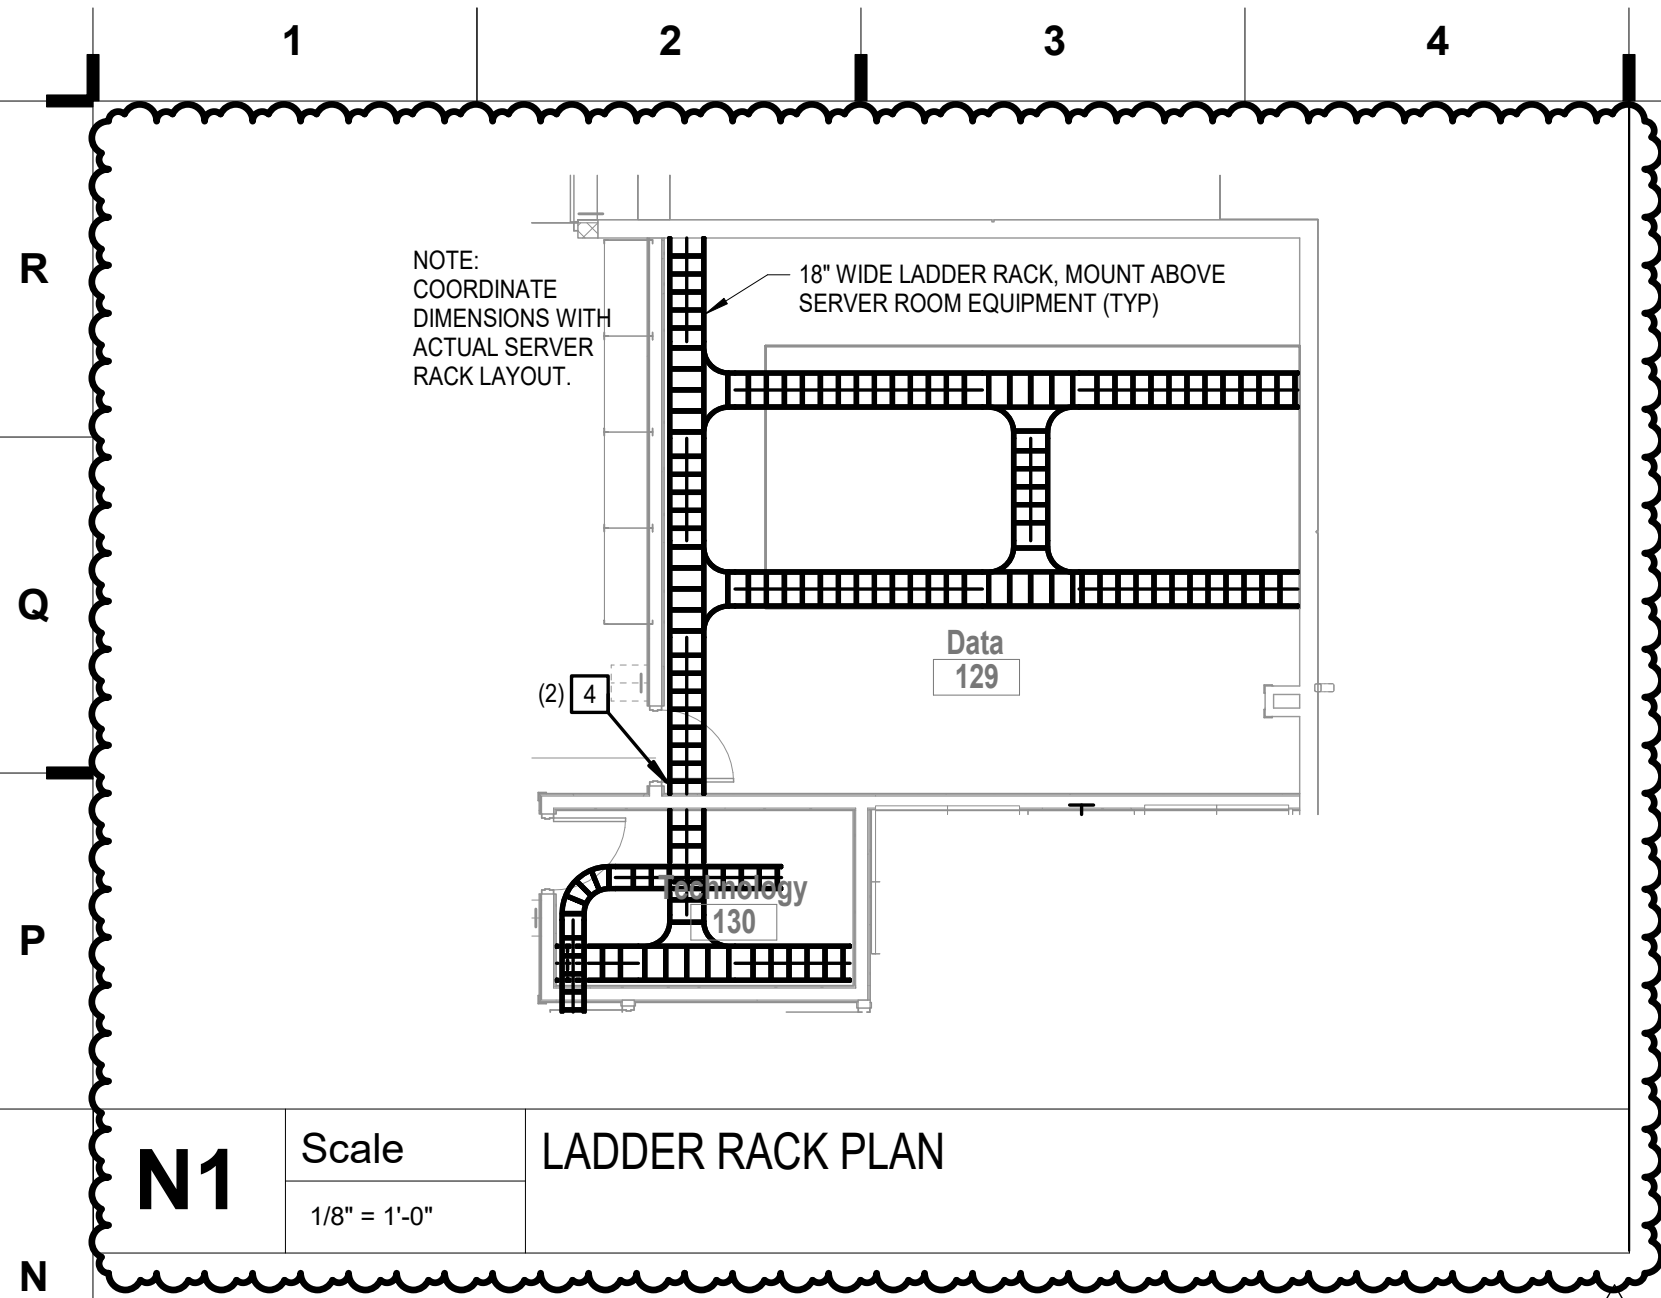 1 2 3 4
R
Q
P
N
NOTE:
COORDINATE
DIMENSIONS WITH
ACTUAL SERVER
RACK LAYOUT.
18" WIDE LADDER RACK, MOUNT ABOVE
SERVER ROOM EQUIPMENT (TYP)
Data
129
(2) 4
Technology
130
N1
Scale
1/8" = 1'-0"
LADDER RACK PLAN